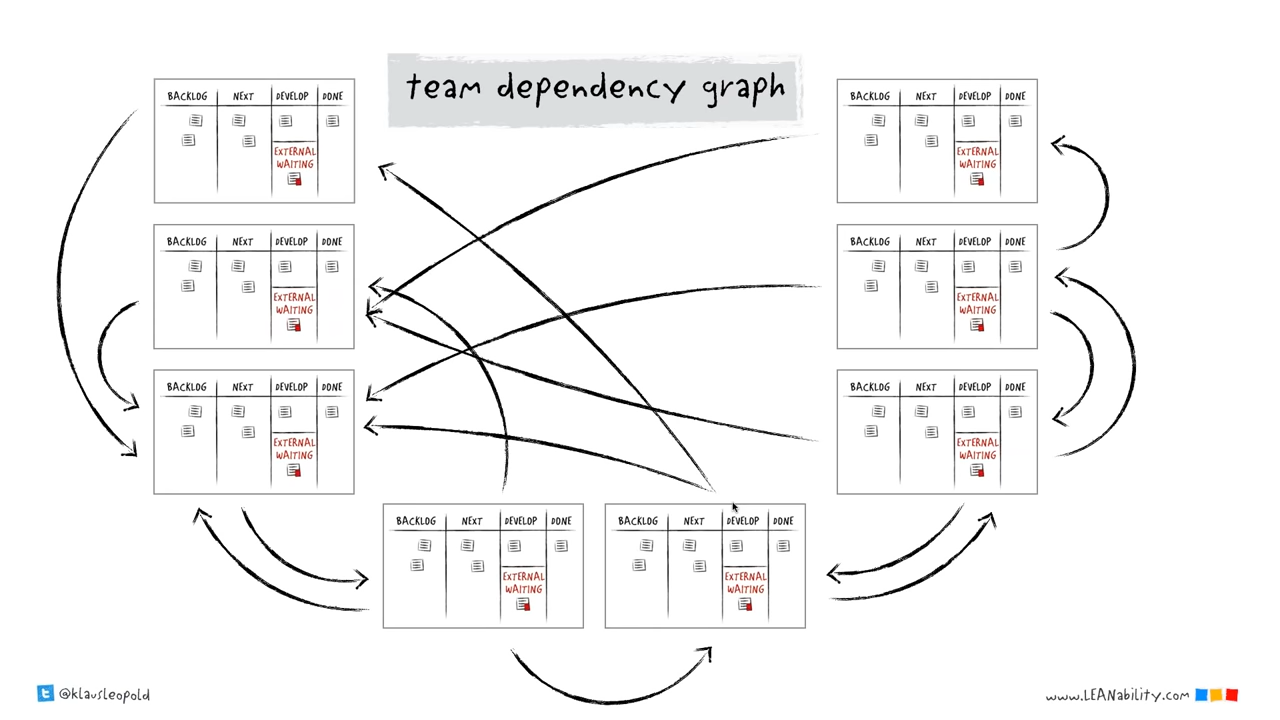 team dependency graph
BACKLOG NEXT DEVELOP DONE
EXTERNAL
WAITING
BACKLOG NEXT DEVELOP DONE
EXTERNAL
WAITING
BACKLOG NEXT DEVELOP DONE
EXTERNAL
WAITING
BACKLOG NEXT DEVELOP DONE
EXTERNAL
WAITING
BACKLOG NEXT DEVELOP DONE
EXTERNAL
WAITING
BACKLOG NEXT DEVELOP DONE
EXTERNAL
WAITING
BACKLOG NEXT DEVELOP DONE
EXTERNAL
WAITING
BACKLOG NEXT DEVELOP DONE
EXTERNAL
WAITING
@klausleopold
www.LEANability.com